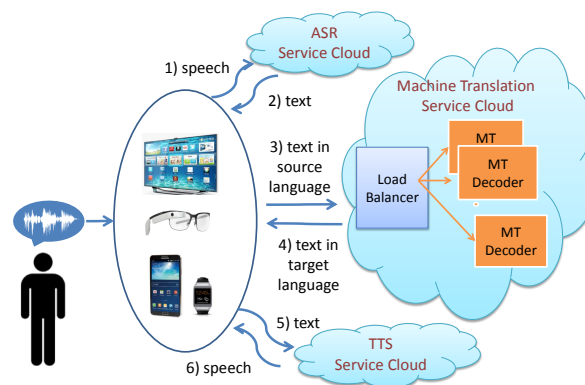 ASR
Service Cloud
1) speech
2) text
Machine Translation
Service Cloud
3) text in
source
language
Load
Balancer
MT
MT
Decoder
MT
Decoder
4) text in
target
language
5) text
6) speech
TTS
Service Cloud